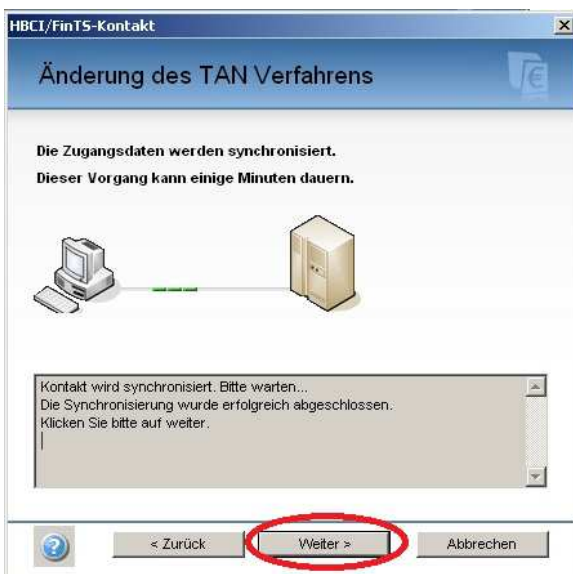 HBCI/FinTS-Kontakt
Änderung des TAN Verfahrens
Die Zugangsdaten werden synchronisiert.
Dieser Vorgang kann einige Minuten dauern.
Kontakt wird synchronisiert. Bitte warten...
Die Synchronisierung wurde erfolgreich abgeschlossen.
Klicken Sie bitte auf weiter.
< Zurück Weiter > Abbrechen